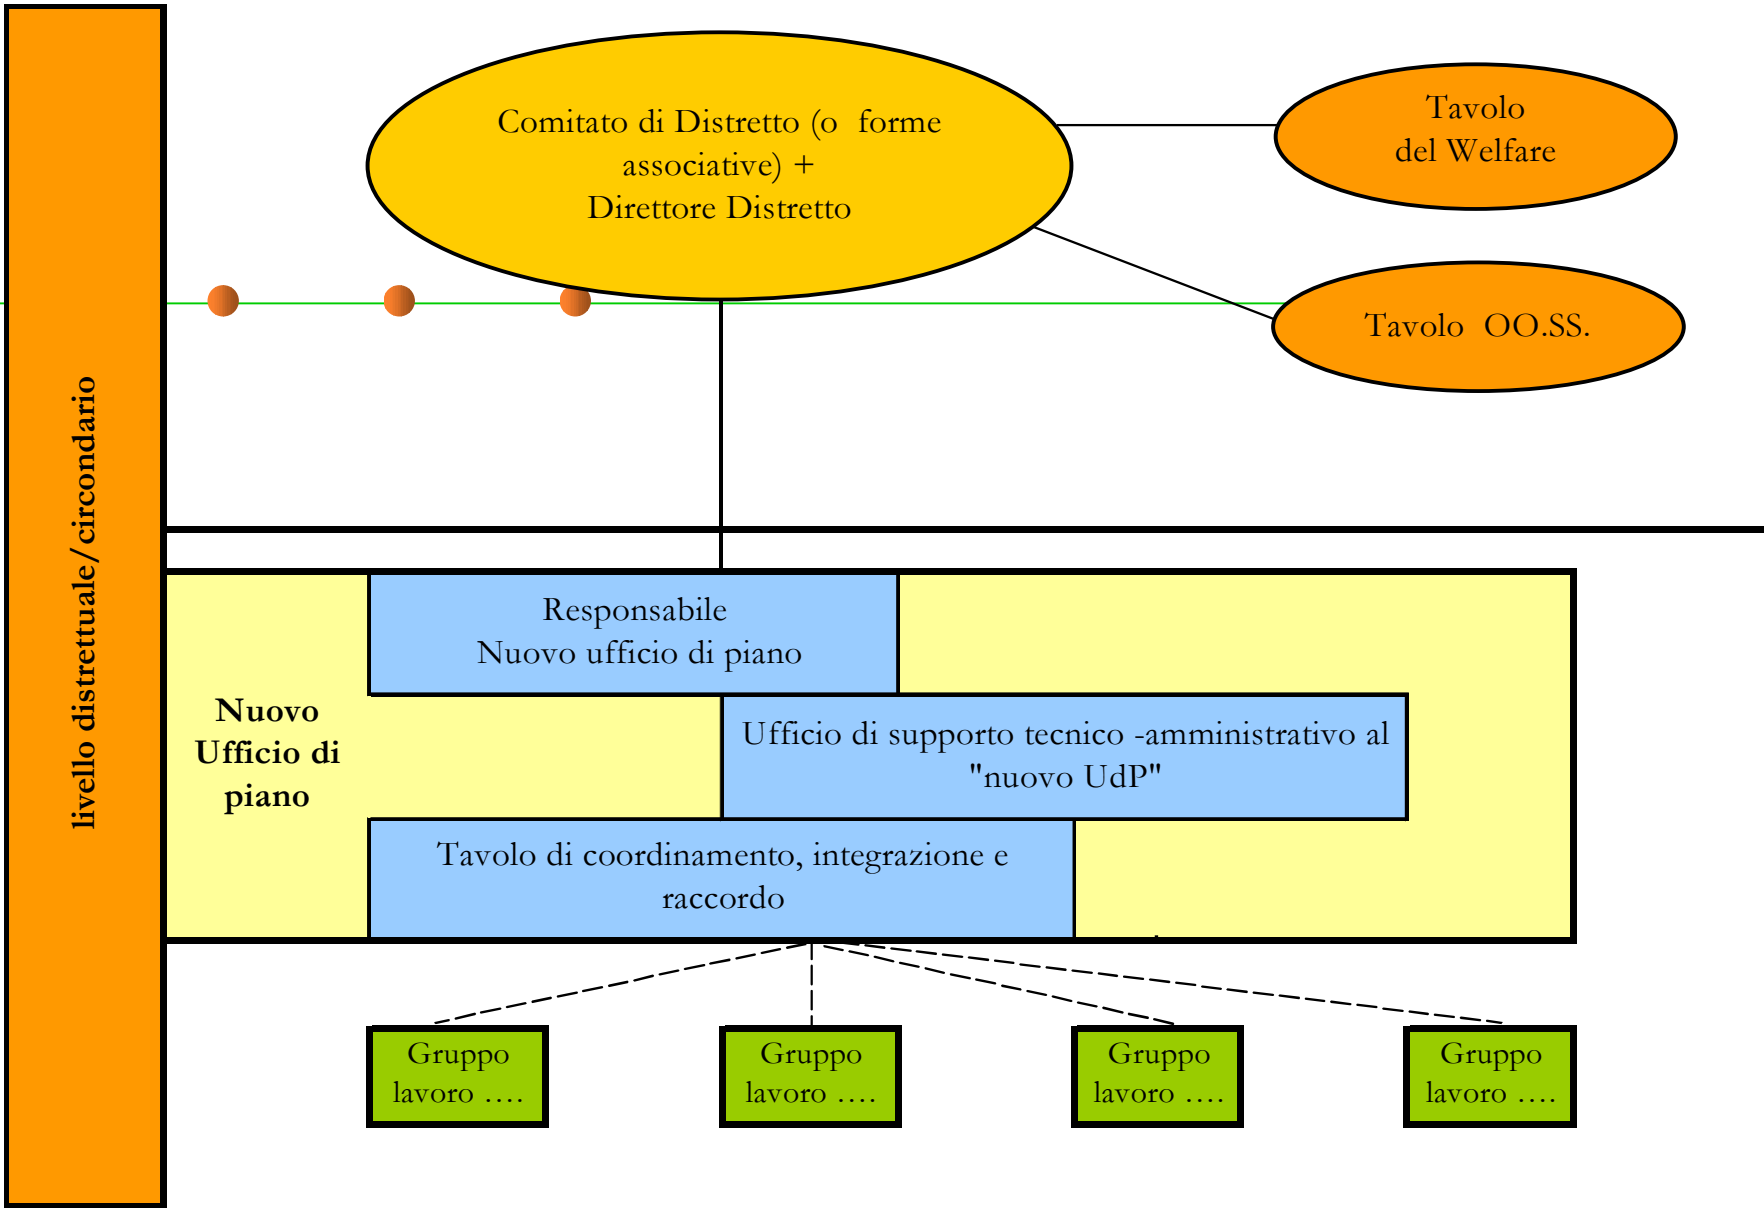 livello distrettuale/circondario
Comitato di Distretto (o forme
associative) +
Direttore Distretto
Tavolo
del Welfare
Tavolo OO.SS.
Nuovo
Ufficio di
piano
Responsabile
Nuovo ufficio di piano
Ufficio di supporto tecnico -amministrativo al
"nuovo UdP"
Tavolo di coordinamento, integrazione e
raccordo
Gruppo
lavoro ….
Gruppo
lavoro ….
Gruppo
lavoro ….
Gruppo
lavoro ….